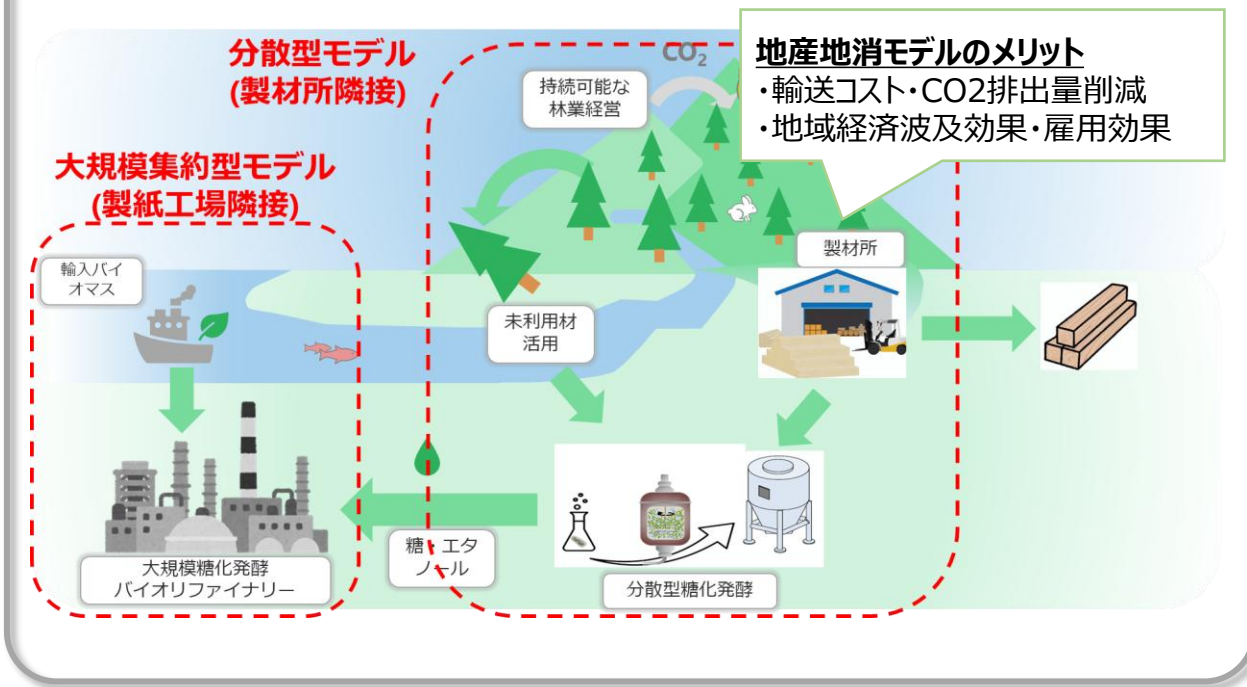 分散型モデル
(製材所隣接)
CO2
地産地消モデルのメリット
・輸送コスト・CO2排出量削減
・地域経済波及効果・雇用効果
持続可能な
林業経営
大規模集約型モデル
(製紙工場隣接)
輸入バイ
オマス
製材所
未利用材
活用
糖・エタ
ノール
大規模糖化発酵
バイオリファイナリー
分散型糖化発酵